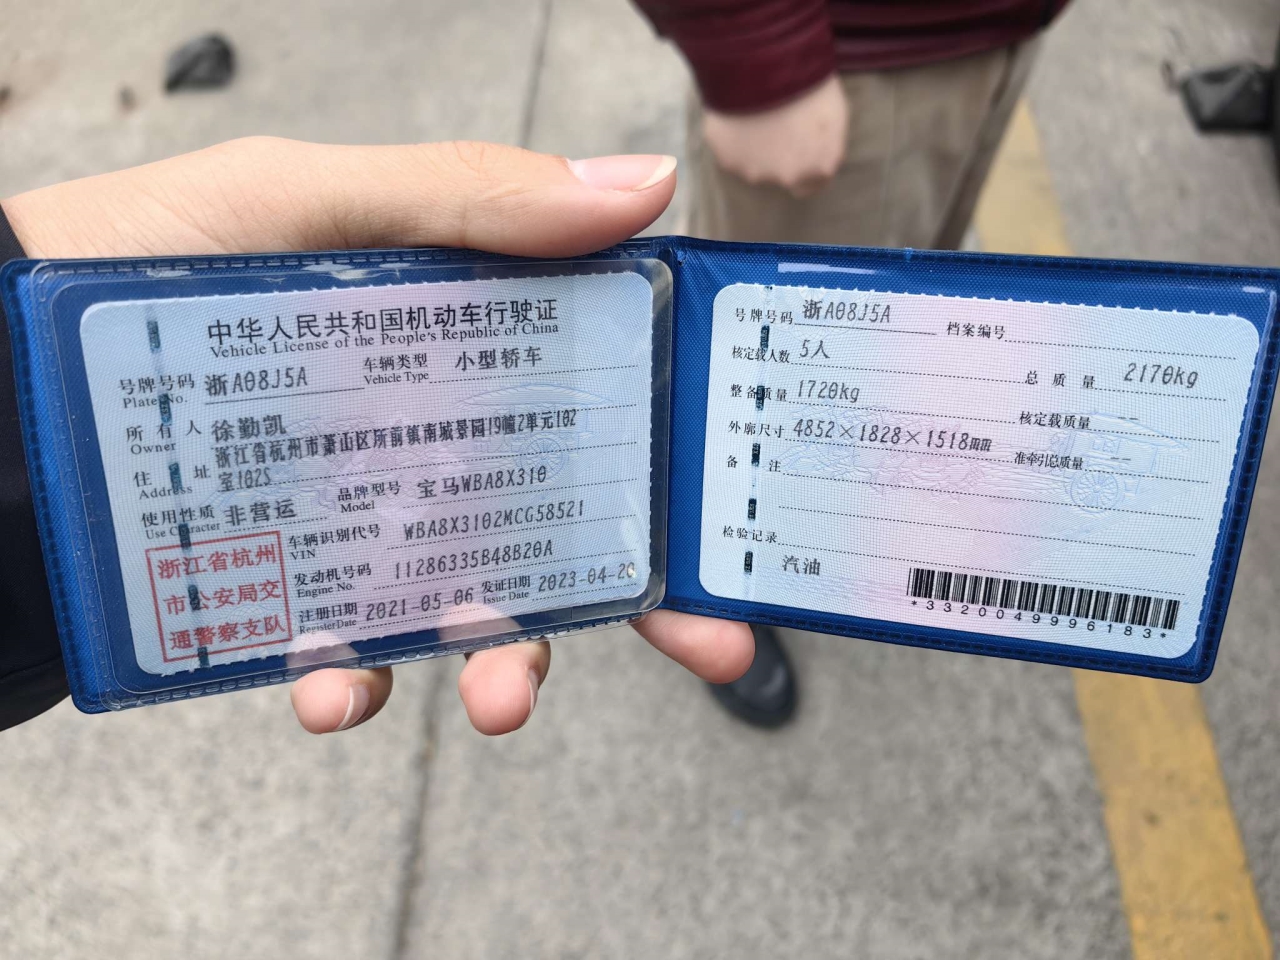 中华人民共和国机动车行驶证
Vehicle License of the People's Republic of China
号牌号码 浙A08J5A 车辆类型 小型轿车
Plate No. Vehicle Type
所有人 徐勤凯
Owner
住址 浙江省杭州市萧山区所前镇南城景园19幢2单元102
Address 室102S
使用性质 非营运 品牌型号 宝马WBA8X310
Use Character Model
车辆识别代号 WBA8X3102MCG58521
VIN
发动机号码 11286335B48B20A
Engine No.
注册日期 2021-05-06 发证日期 2023-04-20
Register Date Issue Date
浙江省杭州
市公安局交
通警察支队
号牌号码 浙A08J5A 档案编号
核定载人数 5人 总质量 2170kg
整备质量 1720kg 核定载质量 --
外廓尺寸 4852×1828×1518mm 准牵引总质量 --
备注
检验记录
汽油
*3320049996183*